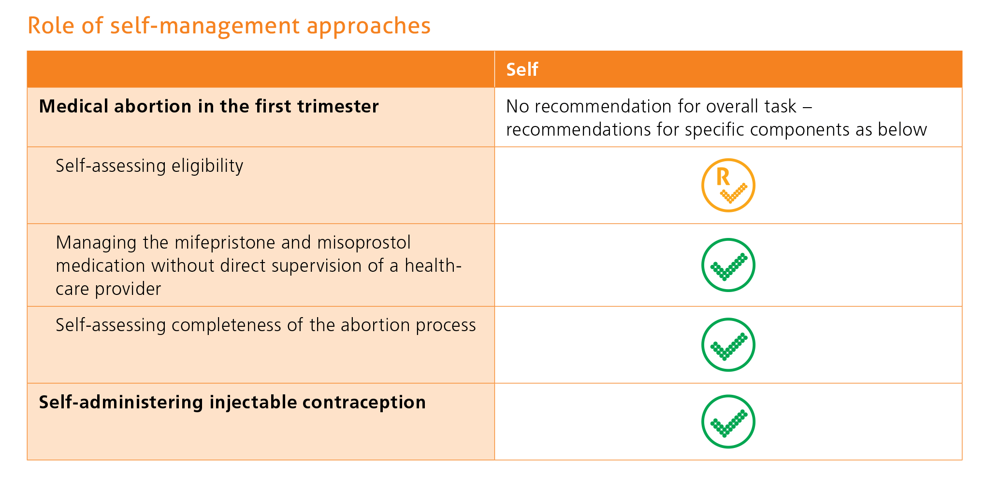 Role of self-management approaches
Self
Medical abortion in the first trimester
No recommendation for overall task –
recommendations for specific components as below
Self-assessing eligibility
R
Managing the mifepristone and misoprostol
medication without direct supervision of a health-
care provider
Self-assessing completeness of the abortion process
Self-administering injectable contraception